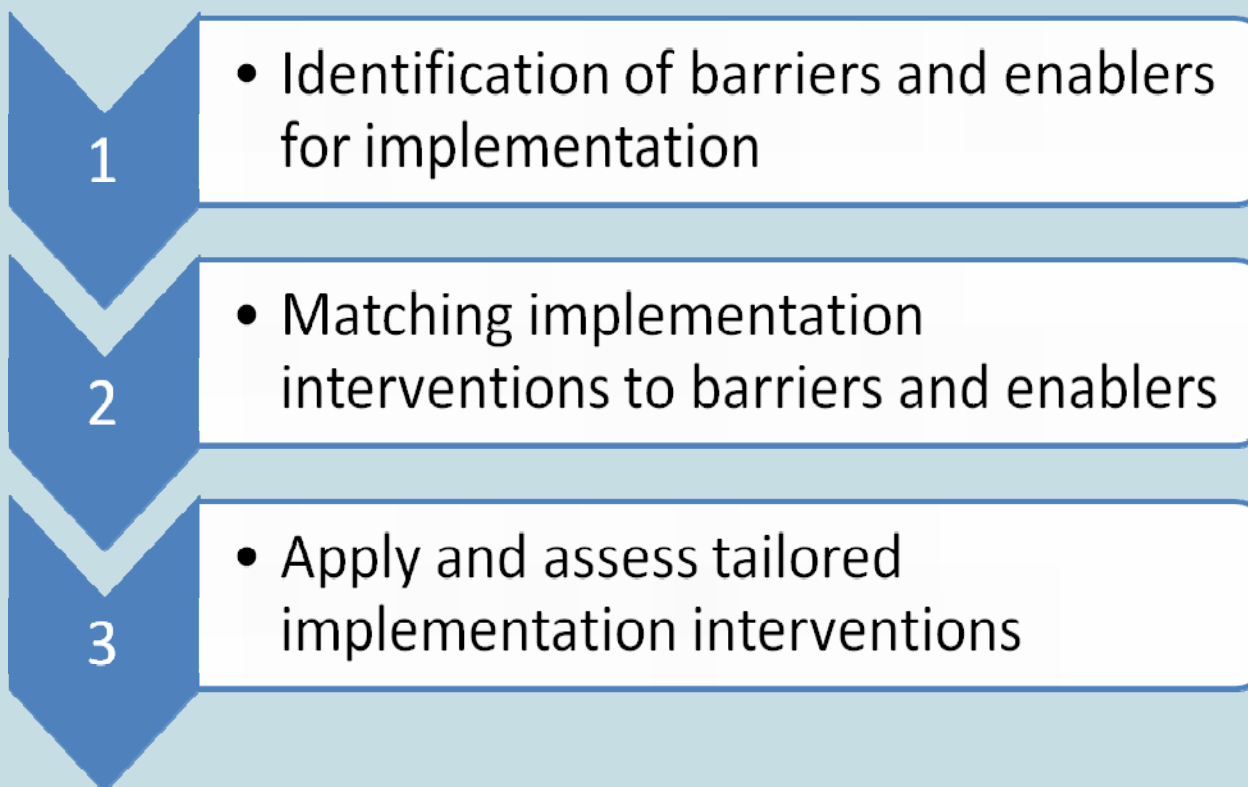 1
• Identification of barriers and enablers
for implementation
2
• Matching implementation
interventions to barriers and enablers
3
• Apply and assess tailored
implementation interventions